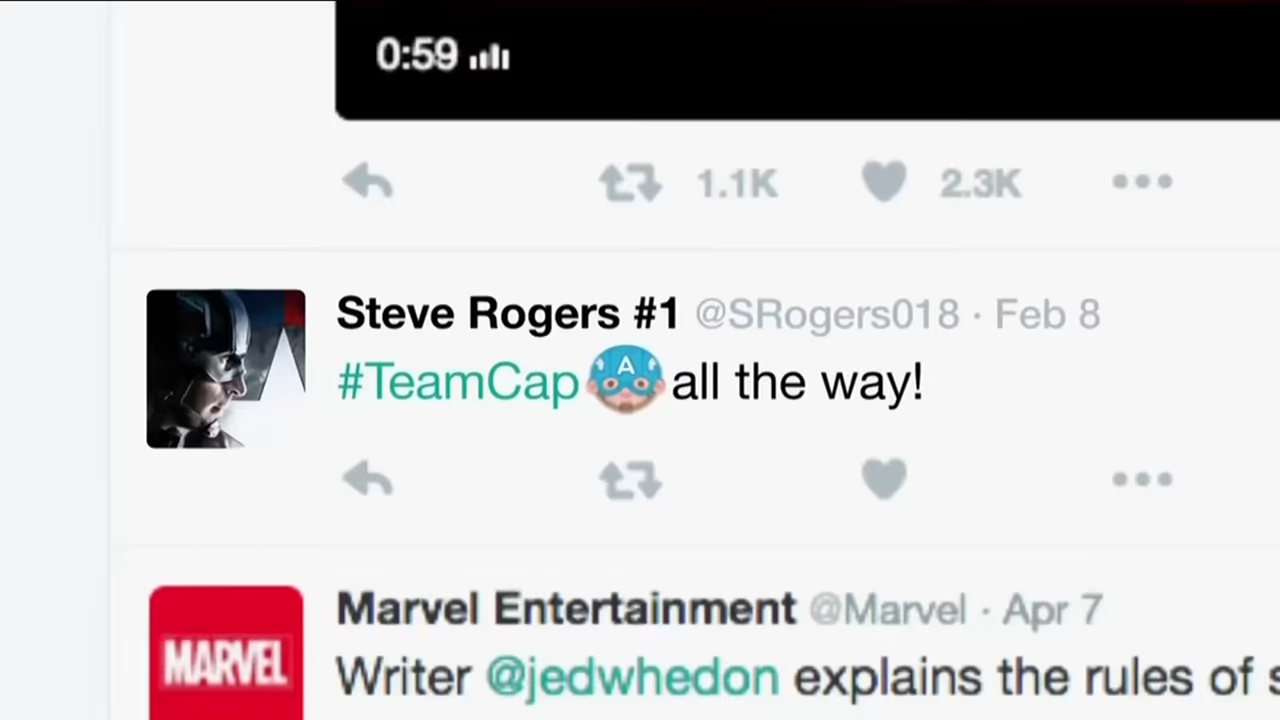 0:59
1.1K 2.3K
Steve Rogers #1 @SRogers018 · Feb 8
#TeamCap all the way!
Marvel Entertainment @Marvel · Apr 7
MARVEL
Writer @jedwhedon explains the rules of s